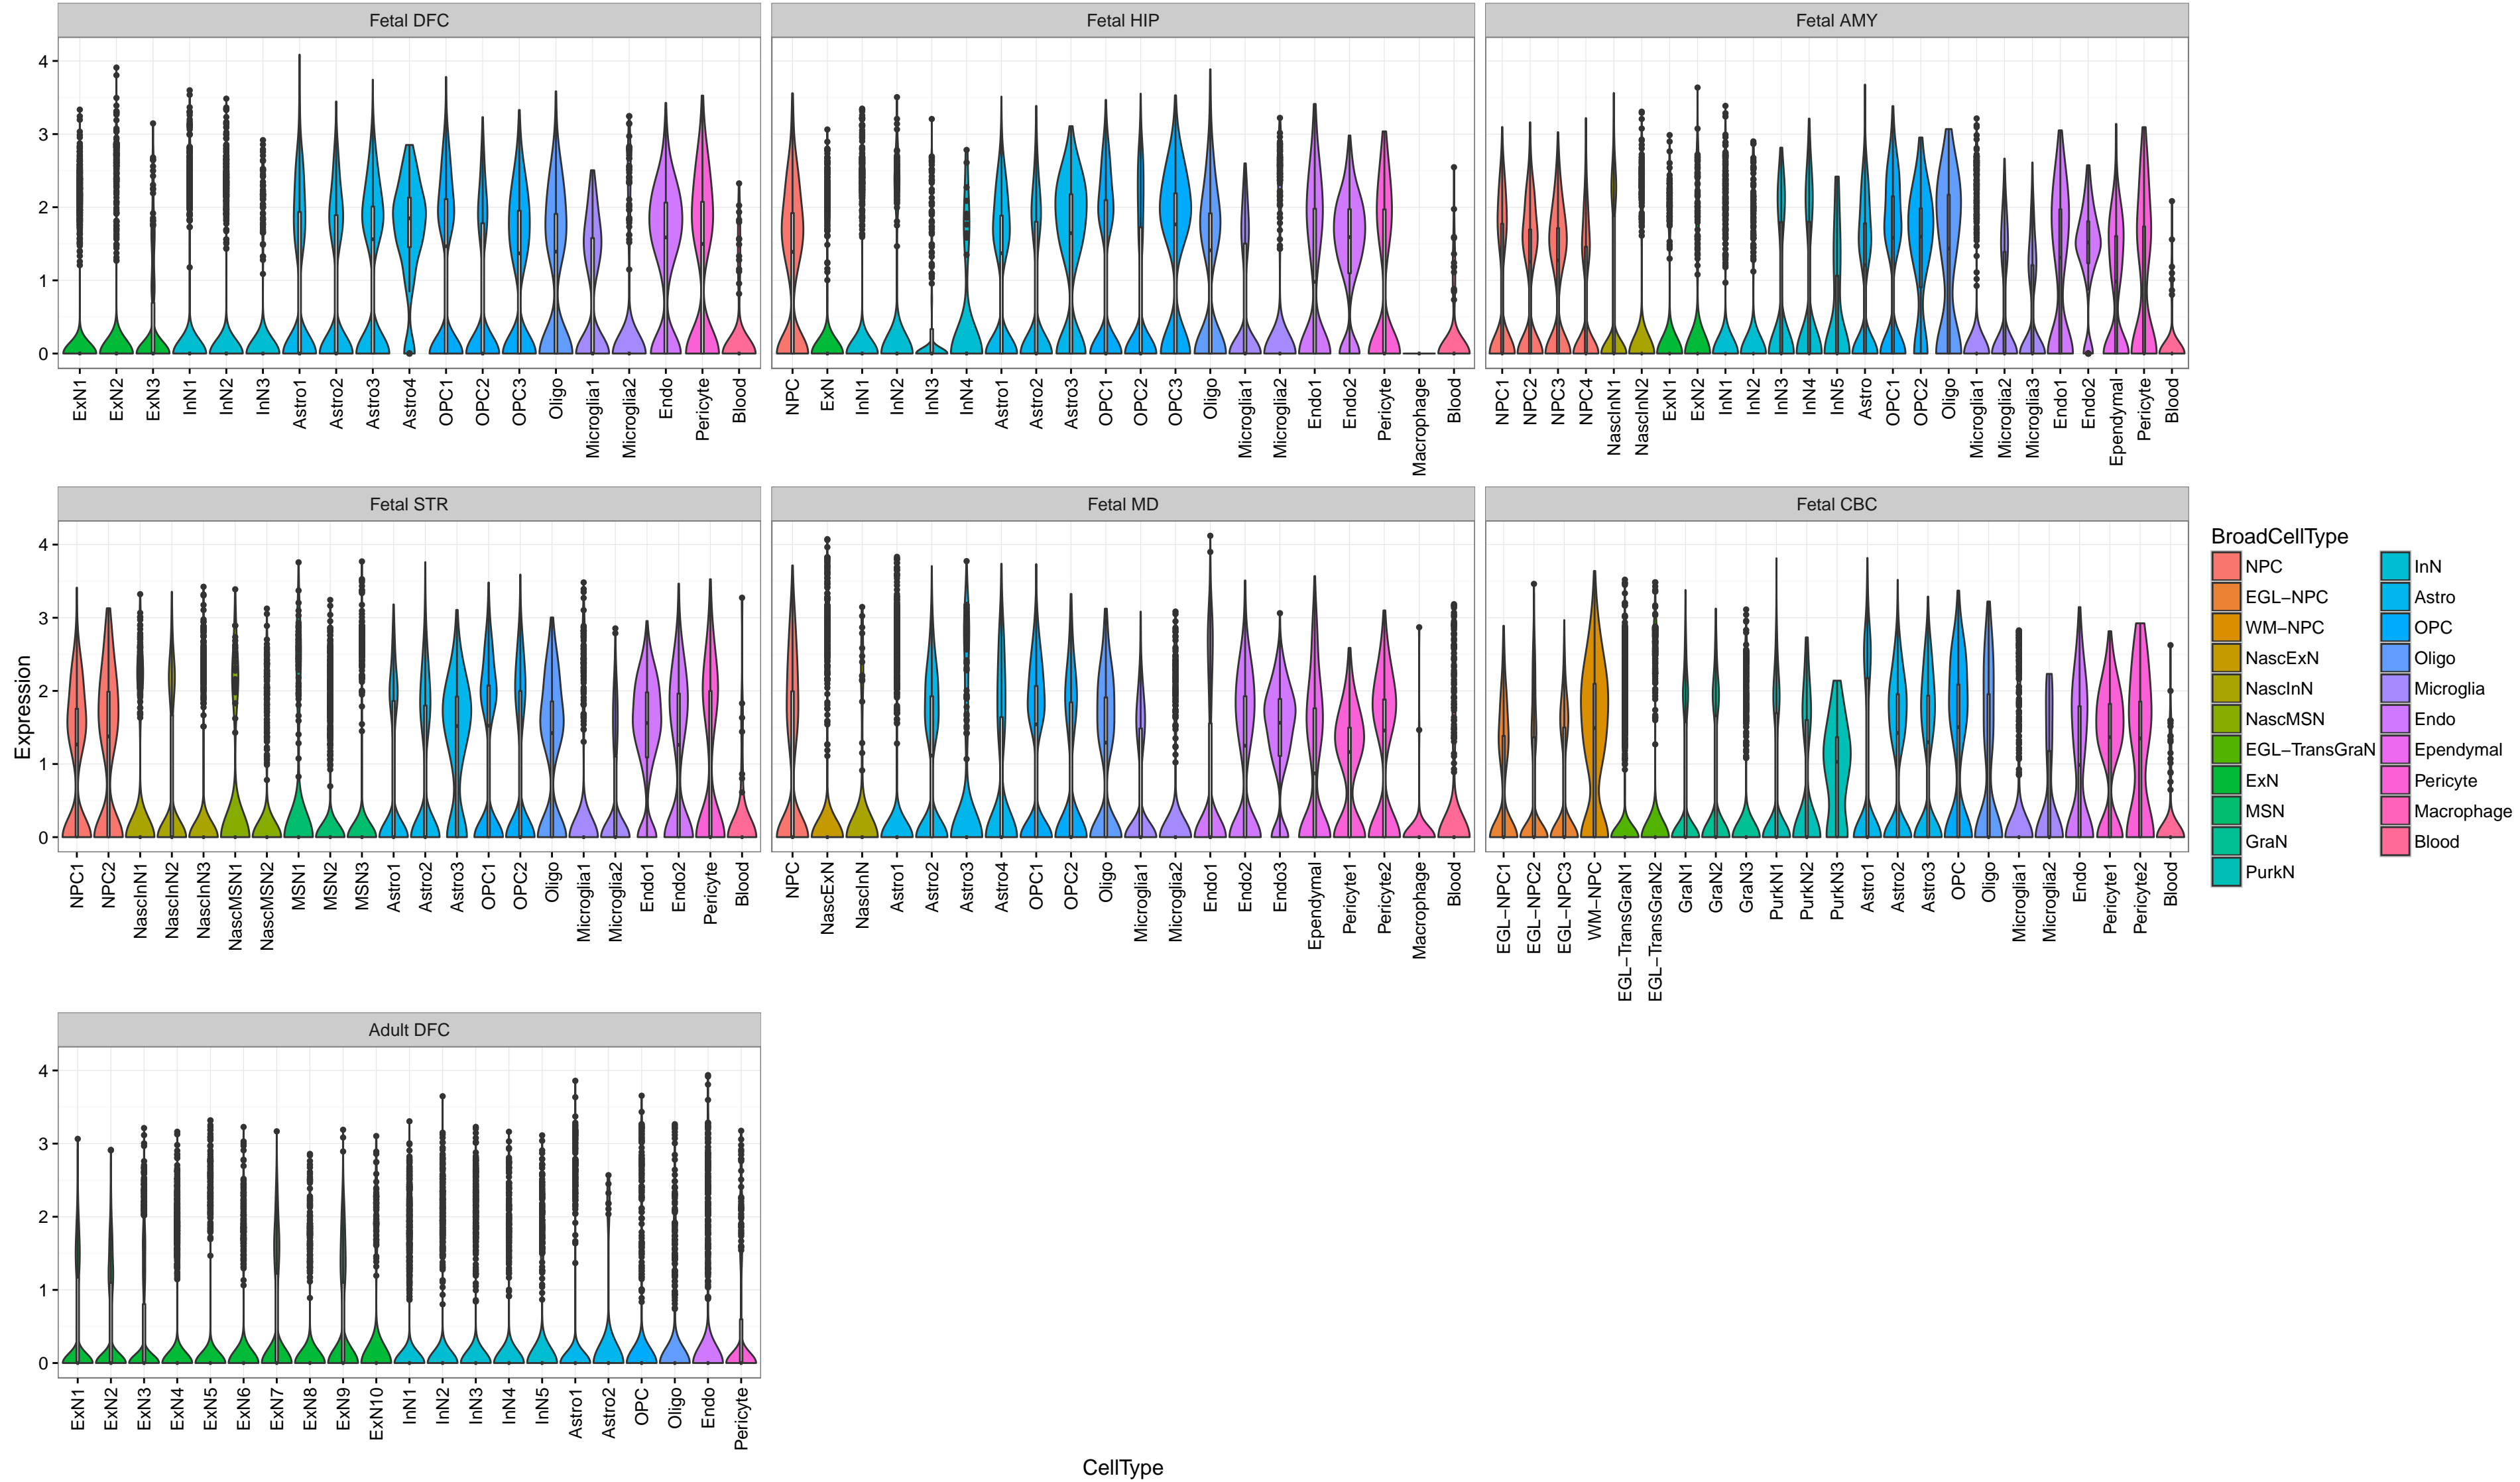 Fetal DFC Fetal HIP Fetal AMY
4
3
2
1
0
ExN1 ExN2 ExN3 InN1 InN2 InN3 Astro1 Astro2 Astro3 Astro4 OPC1 OPC2 OPC3 Oligo Microglia1 Microglia2 Endo Pericyte Blood
NPC ExN InN1 InN2 InN3 InN4 Astro1 Astro2 Astro3 OPC1 OPC2 OPC3 Oligo Microglia1 Microglia2 Endo1 Endo2 Pericyte Macrophage Blood
NPC1 NPC2 NPC3 NPC4 NascInN1 NascInN2 ExN1 ExN2 InN1 InN2 InN3 InN4 InN5 Astro OPC1 OPC2 Oligo Microglia1 Microglia2 Microglia3 Endo1 Endo2 Ependymal Pericyte Blood
Fetal STR Fetal MD Fetal CBC
4
3
2
1
0
Expression
NPC1 NPC2 NascInN1 NascInN2 NascInN3 NascMSN1 NascMSN2 MSN1 MSN2 MSN3 Astro1 Astro2 Astro3 OPC1 OPC2 Oligo Microglia1 Microglia2 Endo1 Endo2 Pericyte Blood
NPC NascExN NascInN Astro1 Astro2 Astro3 Astro4 OPC1 OPC2 Oligo Microglia1 Microglia2 Endo1 Endo2 Endo3 Ependymal Pericyte1 Pericyte2 Macrophage Blood
EGL−NPC1 EGL−NPC2 EGL−NPC3 WM−NPC EGL−TransGraN1 EGL−TransGraN2 GraN1 GraN2 GraN3 PurkN1 PurkN2 PurkN3 Astro1 Astro2 Astro3 OPC Oligo Microglia1 Microglia2 Endo Pericyte1 Pericyte2 Blood
BroadCellType
NPC
EGL−NPC
WM−NPC
NascExN
NascInN
NascMSN
EGL−TransGraN
ExN
MSN
GraN
PurkN
InN
Astro
OPC
Oligo
Microglia
Endo
Ependymal
Pericyte
Macrophage
Blood
Adult DFC
4
3
2
1
0
ExN1 ExN2 ExN3 ExN4 ExN5 ExN6 ExN7 ExN8 ExN9 ExN10 InN1 InN2 InN3 InN4 InN5 Astro1 Astro2 OPC Oligo Endo Pericyte
CellType